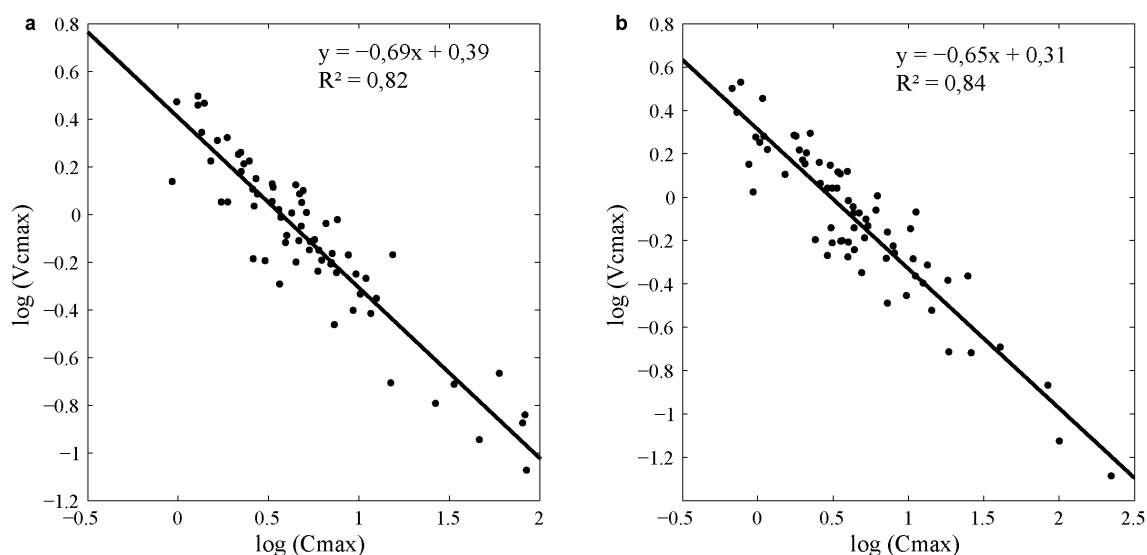 a
y = −0,69x + 0,39
R² = 0,82
0.8
0.6
0.4
0.2
0
−0.2
−0.4
−0.6
−0.8
−1
−1.2
log (Vcmax)
−0.5 0 0.5 1 1.5 2
log (Cmax)
b
y = −0,65x + 0,31
R² = 0,84
0.8
0.6
0.4
0.2
0
−0.2
−0.4
−0.6
−0.8
−1
−1.2
log (Vcmax)
−0.5 0 0.5 1 1.5 2.0 2.5
log (Cmax)